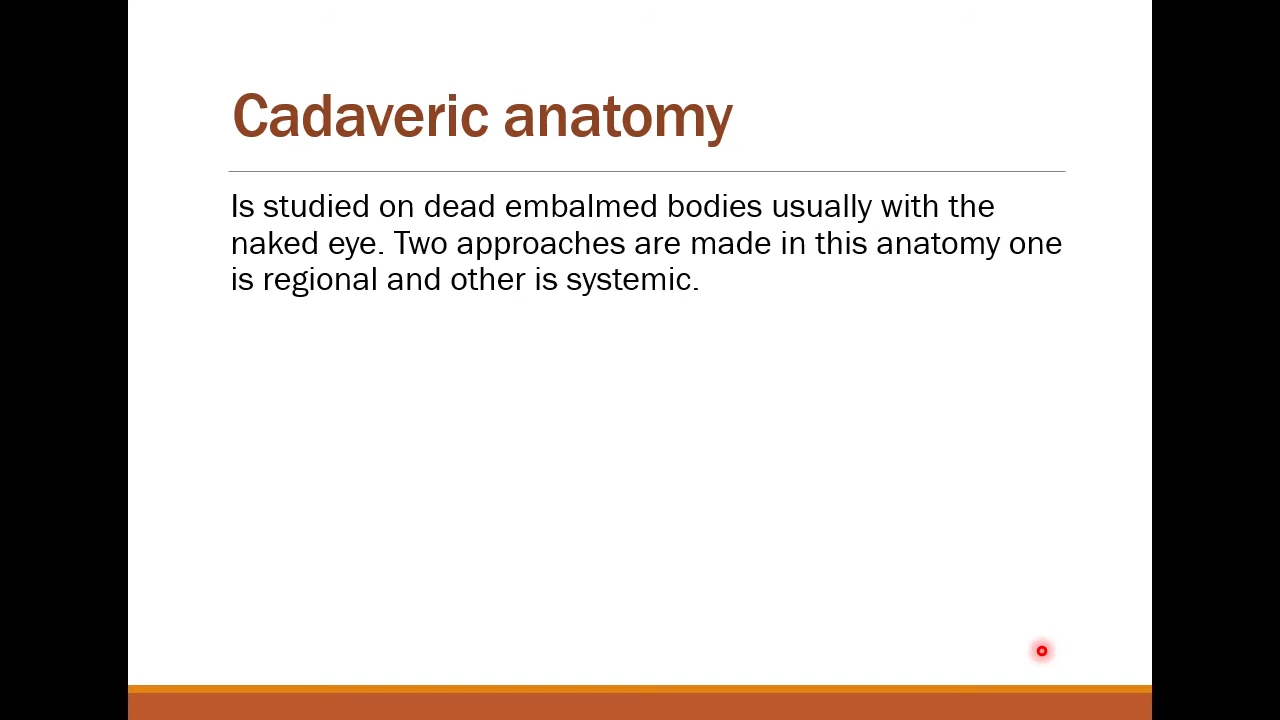 Cadaveric anatomy
Is studied on dead embalmed bodies usually with the
naked eye. Two approaches are made in this anatomy one
is regional and other is systemic.